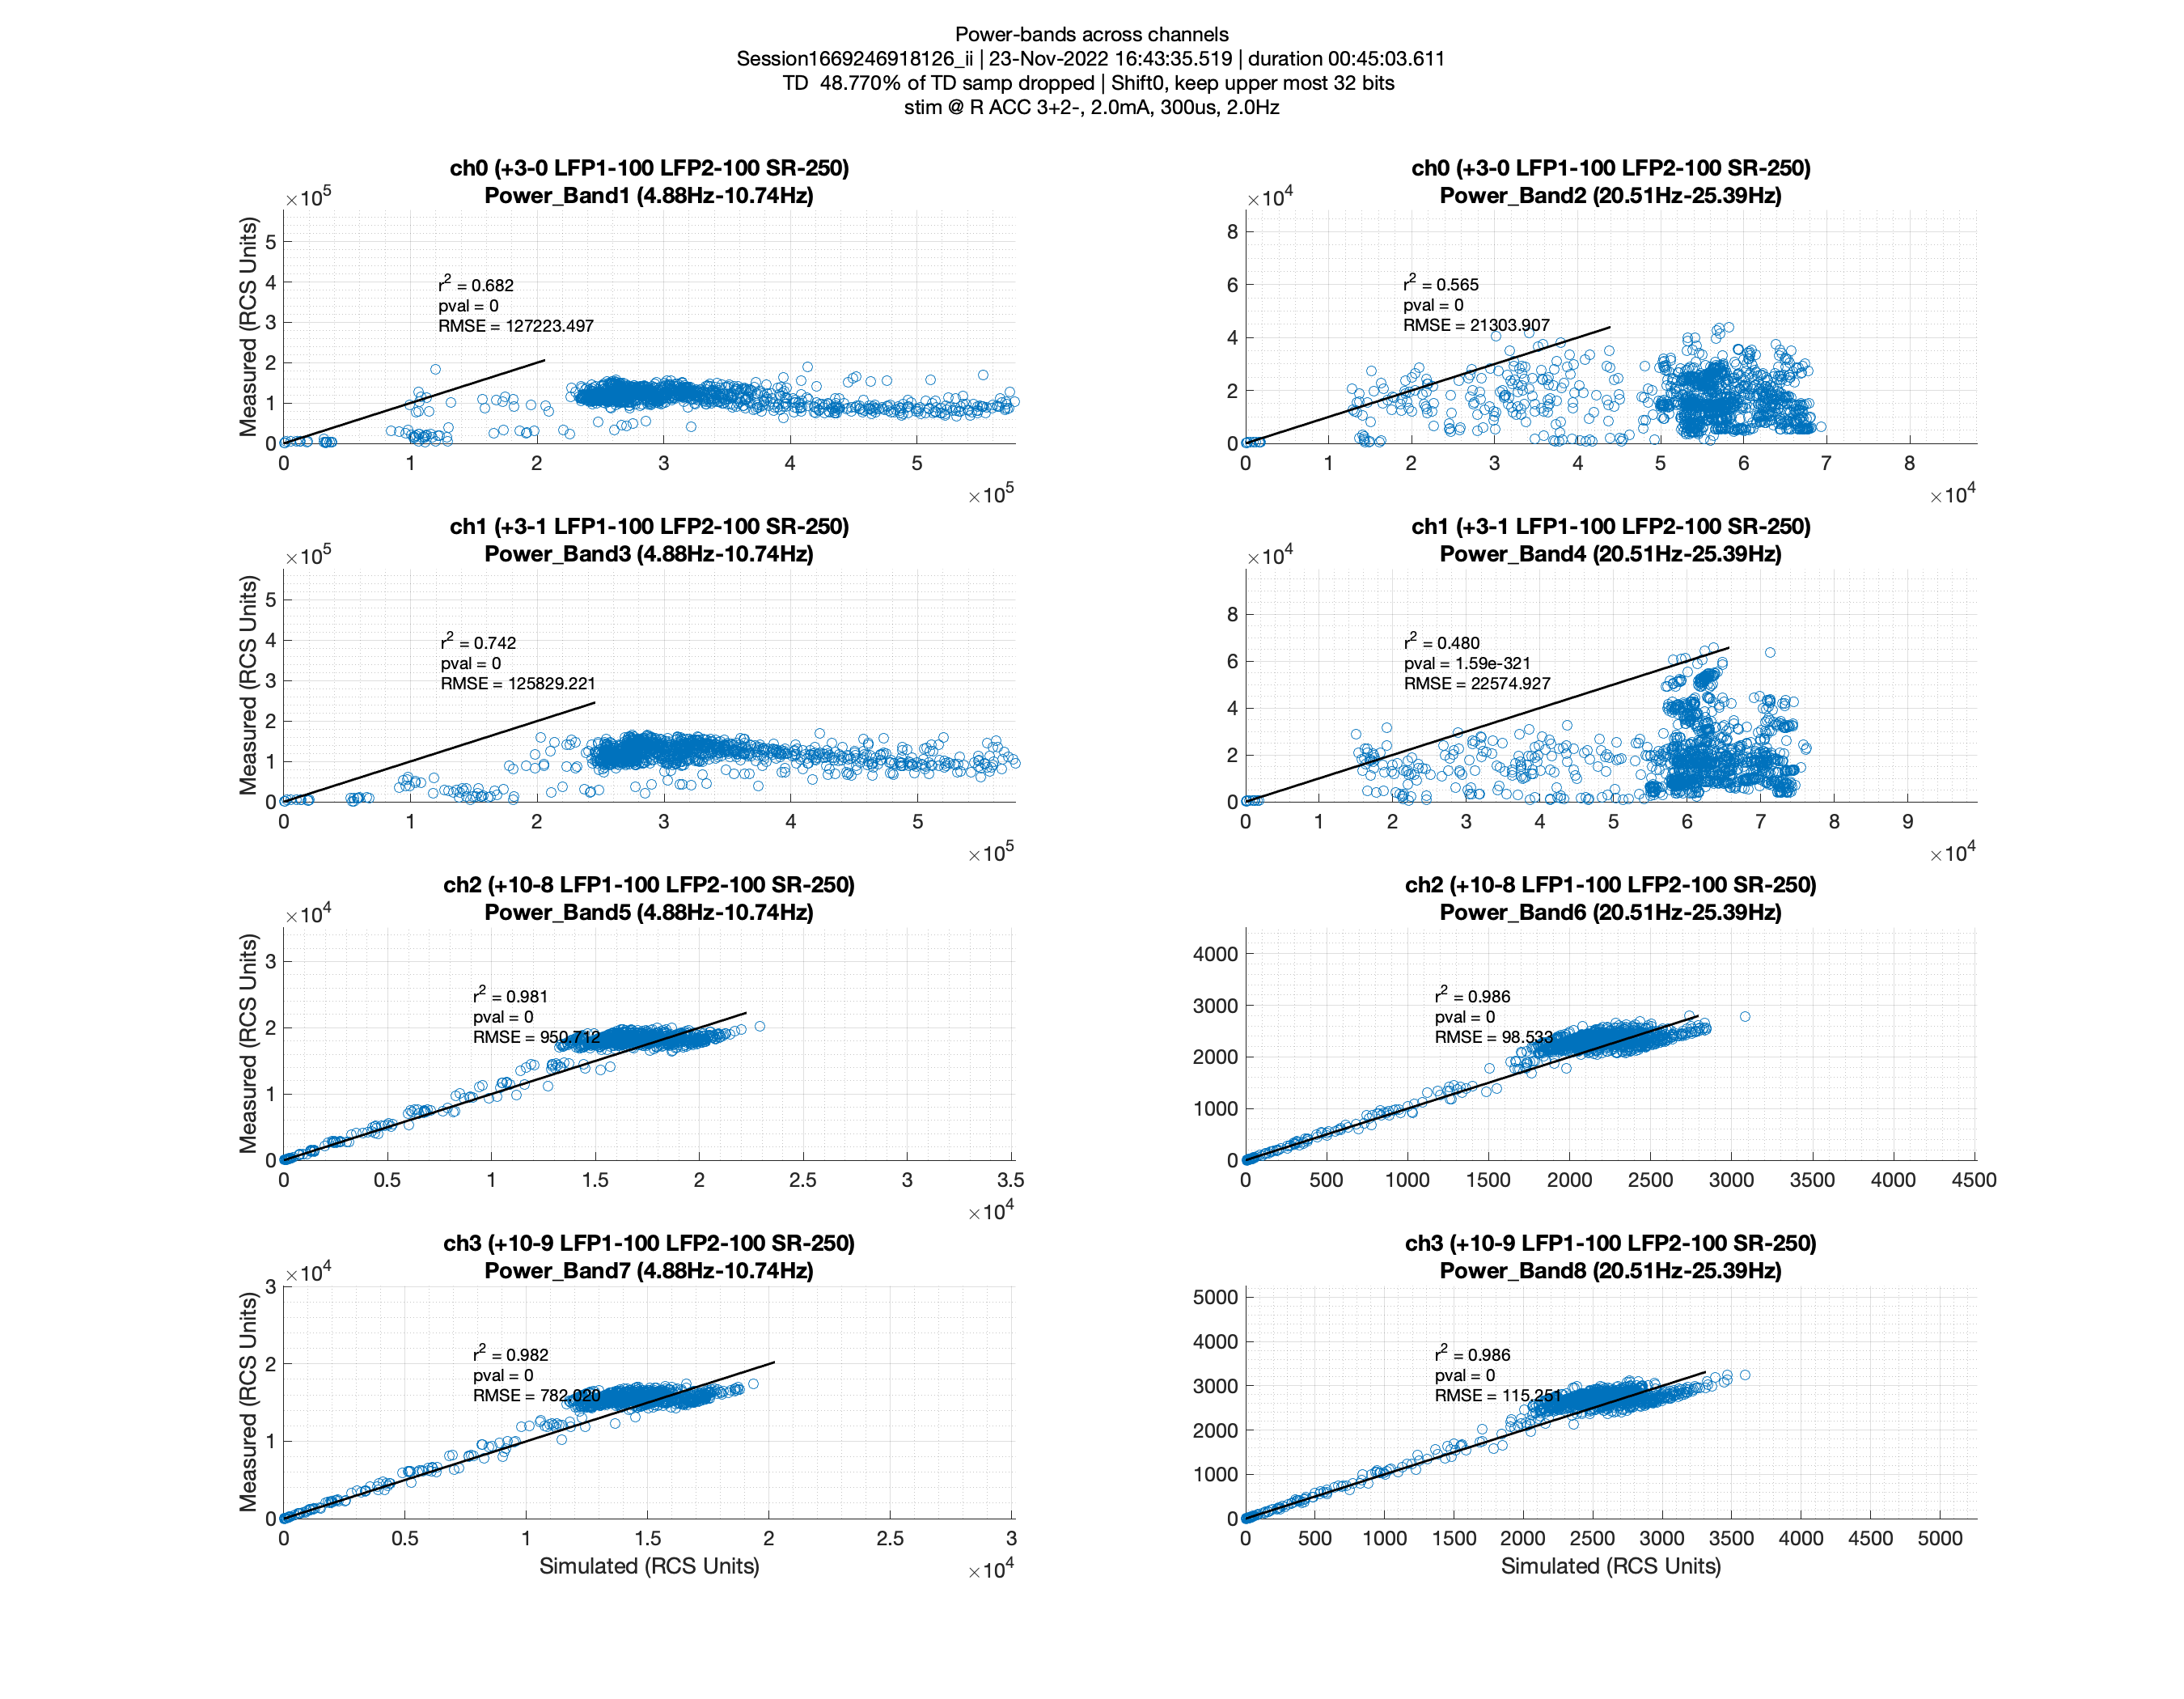 Power-bands across channels
Session1669246918126_ii | 23-Nov-2022 16:43:35.519 | duration 00:45:03.611
TD 48.770% of TD samp dropped | Shift0, keep upper most 32 bits
stim @ R ACC 3+2-, 2.0mA, 300us, 2.0Hz
ch0 (+3-0 LFP1-100 LFP2-100 SR-250)
Power_Band1 (4.88Hz-10.74Hz)
×10^5
Measured (RCS Units)
5
4
3
2
1
0
r^2 = 0.682
pval = 0
RMSE = 127223.497
0 1 2 3 4 5
×10^5
ch0 (+3-0 LFP1-100 LFP2-100 SR-250)
Power_Band2 (20.51Hz-25.39Hz)
×10^4
8
6
4
2
0
r^2 = 0.565
pval = 0
RMSE = 21303.907
0 1 2 3 4 5 6 7 8
×10^4
ch1 (+3-1 LFP1-100 LFP2-100 SR-250)
Power_Band3 (4.88Hz-10.74Hz)
×10^5
Measured (RCS Units)
5
4
3
2
1
0
r^2 = 0.742
pval = 0
RMSE = 125829.221
0 1 2 3 4 5
×10^5
ch1 (+3-1 LFP1-100 LFP2-100 SR-250)
Power_Band4 (20.51Hz-25.39Hz)
×10^4
8
6
4
2
0
r^2 = 0.480
pval = 1.59e-321
RMSE = 22574.927
0 1 2 3 4 5 6 7 8 9
×10^4
ch2 (+10-8 LFP1-100 LFP2-100 SR-250)
Power_Band5 (4.88Hz-10.74Hz)
×10^4
Measured (RCS Units)
3
2
1
0
r^2 = 0.981
pval = 0
RMSE = 950.712
0 0.5 1 1.5 2 2.5 3 3.5
×10^4
ch2 (+10-8 LFP1-100 LFP2-100 SR-250)
Power_Band6 (20.51Hz-25.39Hz)
4000
3000
2000
1000
0
r^2 = 0.986
pval = 0
RMSE = 98.533
0 500 1000 1500 2000 2500 3000 3500 4000 4500
ch3 (+10-9 LFP1-100 LFP2-100 SR-250)
Power_Band7 (4.88Hz-10.74Hz)
×10^4
Measured (RCS Units)
3
2
1
0
r^2 = 0.982
pval = 0
RMSE = 782.020
0 0.5 1 1.5 2 2.5 3
Simulated (RCS Units)
×10^4
ch3 (+10-9 LFP1-100 LFP2-100 SR-250)
Power_Band8 (20.51Hz-25.39Hz)
5000
4000
3000
2000
1000
0
r^2 = 0.986
pval = 0
RMSE = 115.251
0 500 1000 1500 2000 2500 3000 3500 4000 4500 5000
Simulated (RCS Units)